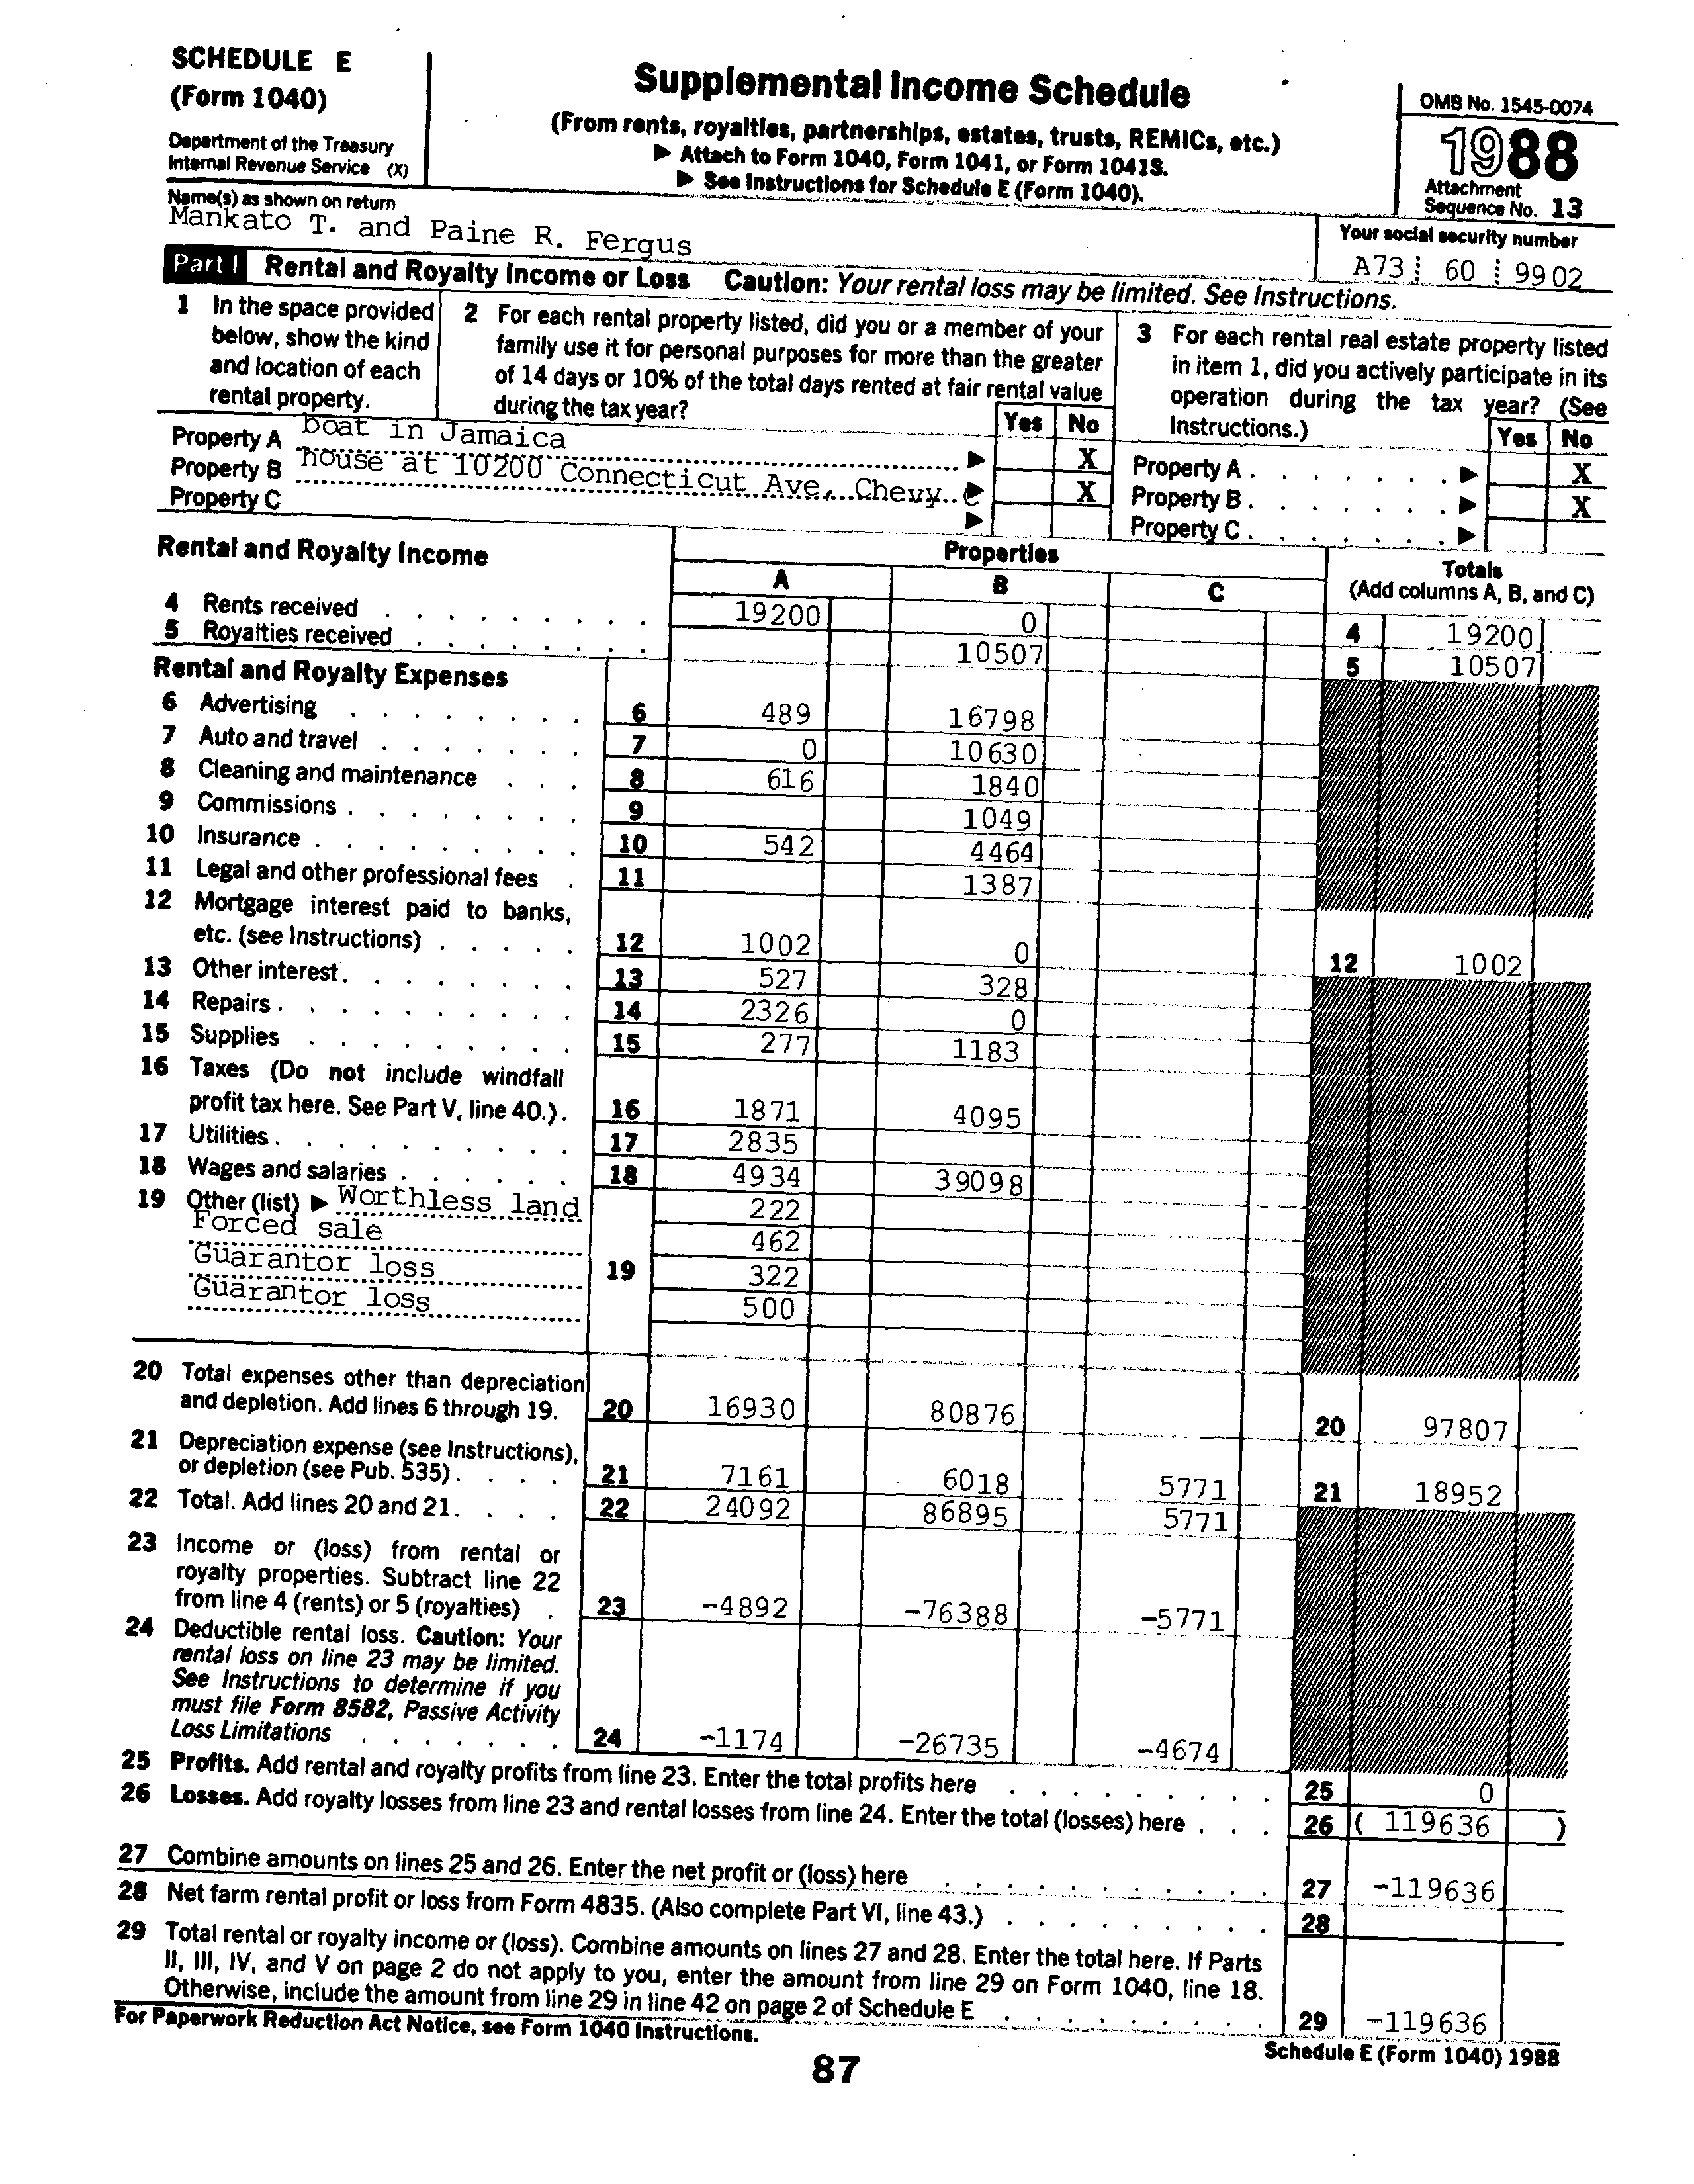 SCHEDULE E
(Form 1040)
Department of the Treasury
Internal Revenue Service (X)
Supplemental Income Schedule
(From rents, royalties, partnerships, estates, trusts, REMICs, etc.)
▶ Attach to Form 1040, Form 1041, or Form 1041S.
▶ See Instructions for Schedule E (Form 1040).
OMB No. 1545-0074
1988
Attachment
Sequence No. 13
Name(s) as shown on return
Mankato T. and Paine R. Fergus
Your social security number
A73 60 9902
Part I Rental and Royalty Income or Loss Caution: Your rental loss may be limited. See Instructions.
1 In the space provided
below, show the kind
and location of each
rental property.
2 For each rental property listed, did you or a member of your
family use it for personal purposes for more than the greater
of 14 days or 10% of the total days rented at fair rental value
during the tax year?
Yes No
3 For each rental real estate property listed
in item 1, did you actively participate in its
operation during the tax year? (See
Instructions.)
Yes No
Property A boat in Jamaica ▶ X Property A . . . . . . . ▶ X
Property B house at 10200 Connecticut Ave, Chevy C ▶ X Property B . . . . . . . ▶ X
Property C ▶ Property C . . . . . . . ▶
Rental and Royalty Income
Properties
A B C
Totals
(Add columns A, B, and C)
4 Rents received . . . . . . . . 19200 0 4 19200
5 Royalties received . . . . . . . 10507 5 10507
Rental and Royalty Expenses
6 Advertising . . . . . . . . 6 489 16798
7 Auto and travel . . . . . . . 7 0 10630
8 Cleaning and maintenance . . . 8 616 1840
9 Commissions . . . . . . . . 9 1049
10 Insurance . . . . . . . . . 10 542 4464
11 Legal and other professional fees . 11 1387
12 Mortgage interest paid to banks,
etc. (see Instructions) . . . . . 12 1002 0 12 1002
13 Other interest . . . . . . . . 13 527 328
14 Repairs . . . . . . . . . . 14 2326 0
15 Supplies . . . . . . . . . 15 277 1183
16 Taxes (Do not include windfall
profit tax here. See Part V, line 40.) . 16 1871 4095
17 Utilities . . . . . . . . . . 17 2835
18 Wages and salaries . . . . . . 18 4934 39098
19 Other (list) ▶ Worthless land 222
Forced sale 462
Guarantor loss 19 322
Guarantor loss 500
20 Total expenses other than depreciation
and depletion. Add lines 6 through 19. 20 16930 80876 20 97807
21 Depreciation expense (see Instructions),
or depletion (see Pub. 535) . . . . 21 7161 6018 5771 21 18952
22 Total. Add lines 20 and 21 . . . . 22 24092 86895 5771
23 Income or (loss) from rental or
royalty properties. Subtract line 22
from line 4 (rents) or 5 (royalties) . 23 -4892 -76388 -5771
24 Deductible rental loss. Caution: Your
rental loss on line 23 may be limited.
See Instructions to determine if you
must file Form 8582, Passive Activity
Loss Limitations . . . . . . . 24 -1174 -26735 -4674
25 Profits. Add rental and royalty profits from line 23. Enter the total profits here . . . . . . . . . 25 0
26 Losses. Add royalty losses from line 23 and rental losses from line 24. Enter the total (losses) here . . . 26 ( 119636 )
27 Combine amounts on lines 25 and 26. Enter the net profit or (loss) here . . . . . . . . . . . 27 -119636
28 Net farm rental profit or loss from Form 4835. (Also complete Part VI, line 43.) . . . . . . . . . 28
29 Total rental or royalty income or (loss). Combine amounts on lines 27 and 28. Enter the total here. If Parts
II, III, IV, and V on page 2 do not apply to you, enter the amount from line 29 on Form 1040, line 18.
Otherwise, include the amount from line 29 in line 42 on page 2 of Schedule E . . . . . . . . . 29 -119636
For Paperwork Reduction Act Notice, see Form 1040 Instructions.
Schedule E (Form 1040) 1988
87